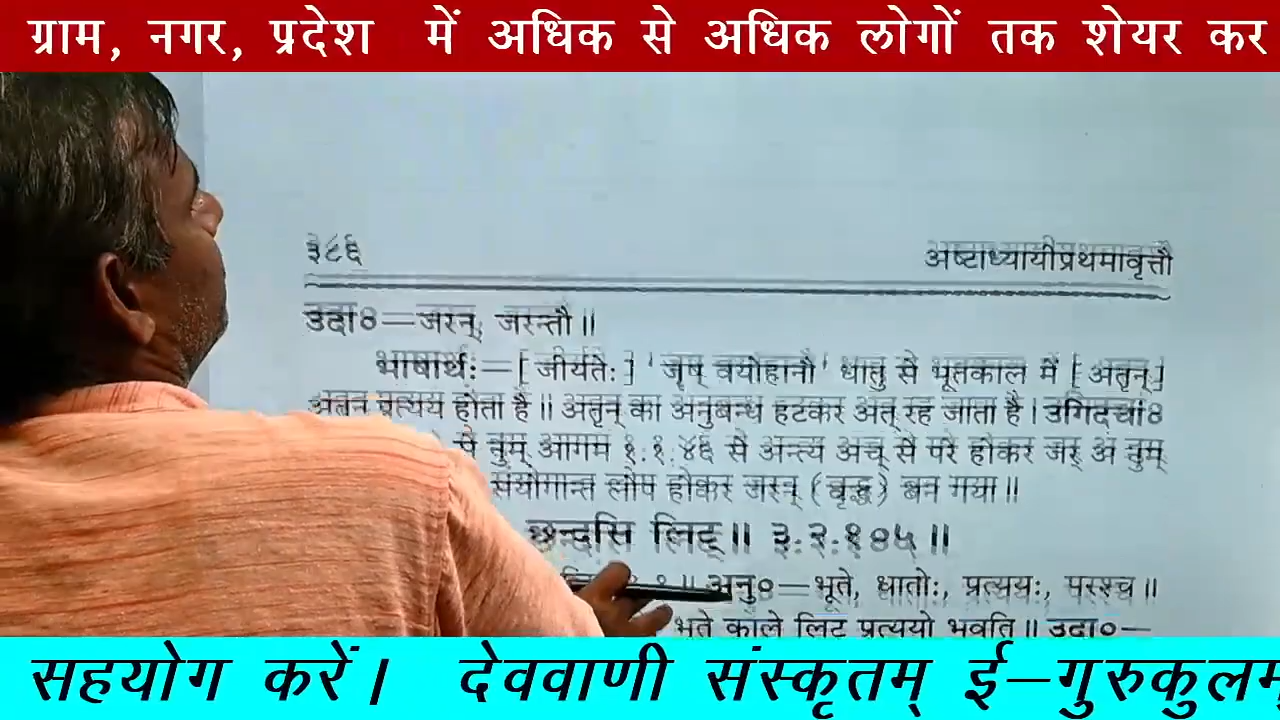 ग्राम, नगर, प्रदेश में अधिक से अधिक लोगों तक शेयर कर
३८६ अष्टाध्यायीप्रथमावृत्तौ
उदा०—जरन्, जरन्तौ॥
भाषार्थः—[जीर्यतेः] 'जॄष् वयोहानौ' धातु से भूतकाल में [अतृन्]
अतृन् प्रत्यय होता है॥ अतृन् का अनुबन्ध हटकर अत् रह जाता है। उगिदचां०
से नुम् आगम १.१.४६ से अन्त्य अच् से परे होकर जर् अ नुम्
संयोगान्त लोप होकर जरन् (वृद्ध) बन गया॥
छन्दसि लिट्॥ ३.२.१०५॥
१॥ अनु०—भूते, धातोः, प्रत्ययः, परश्च॥
भूते काले लिट् प्रत्ययो भवति॥ उदा०—
सहयोग करें। देववाणी संस्कृतम् ई-गुरुकुलम्